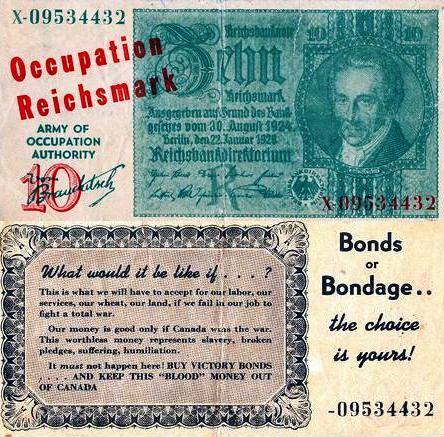 X-09534432
Occupation
Reichsmark
ARMY OF
OCCUPATION
AUTHORITY
10
von Brauchitsch
Reichsbanknote
10 10
Zehn
Reichsmark
Ausgegeben auf Grund des Bank-
gesetzes vom 30. August 1924
Berlin, den 22. Januar 1929
Reichsbankdirektorium
X·09534432
What would it be like if . . . ?
This is what we will have to accept for our labor, our
services, our wheat, our land, if we fail in our job to
fight a total war.
Our money is good only if Canada wins the war.
This worthless money represents slavery, broken
pledges, suffering, humiliation.
It must not happen here! BUY VICTORY BONDS
. . . AND KEEP THIS "BLOOD" MONEY OUT
OF CANADA
Bonds
or
Bondage..
the choice
is yours!
-09534432